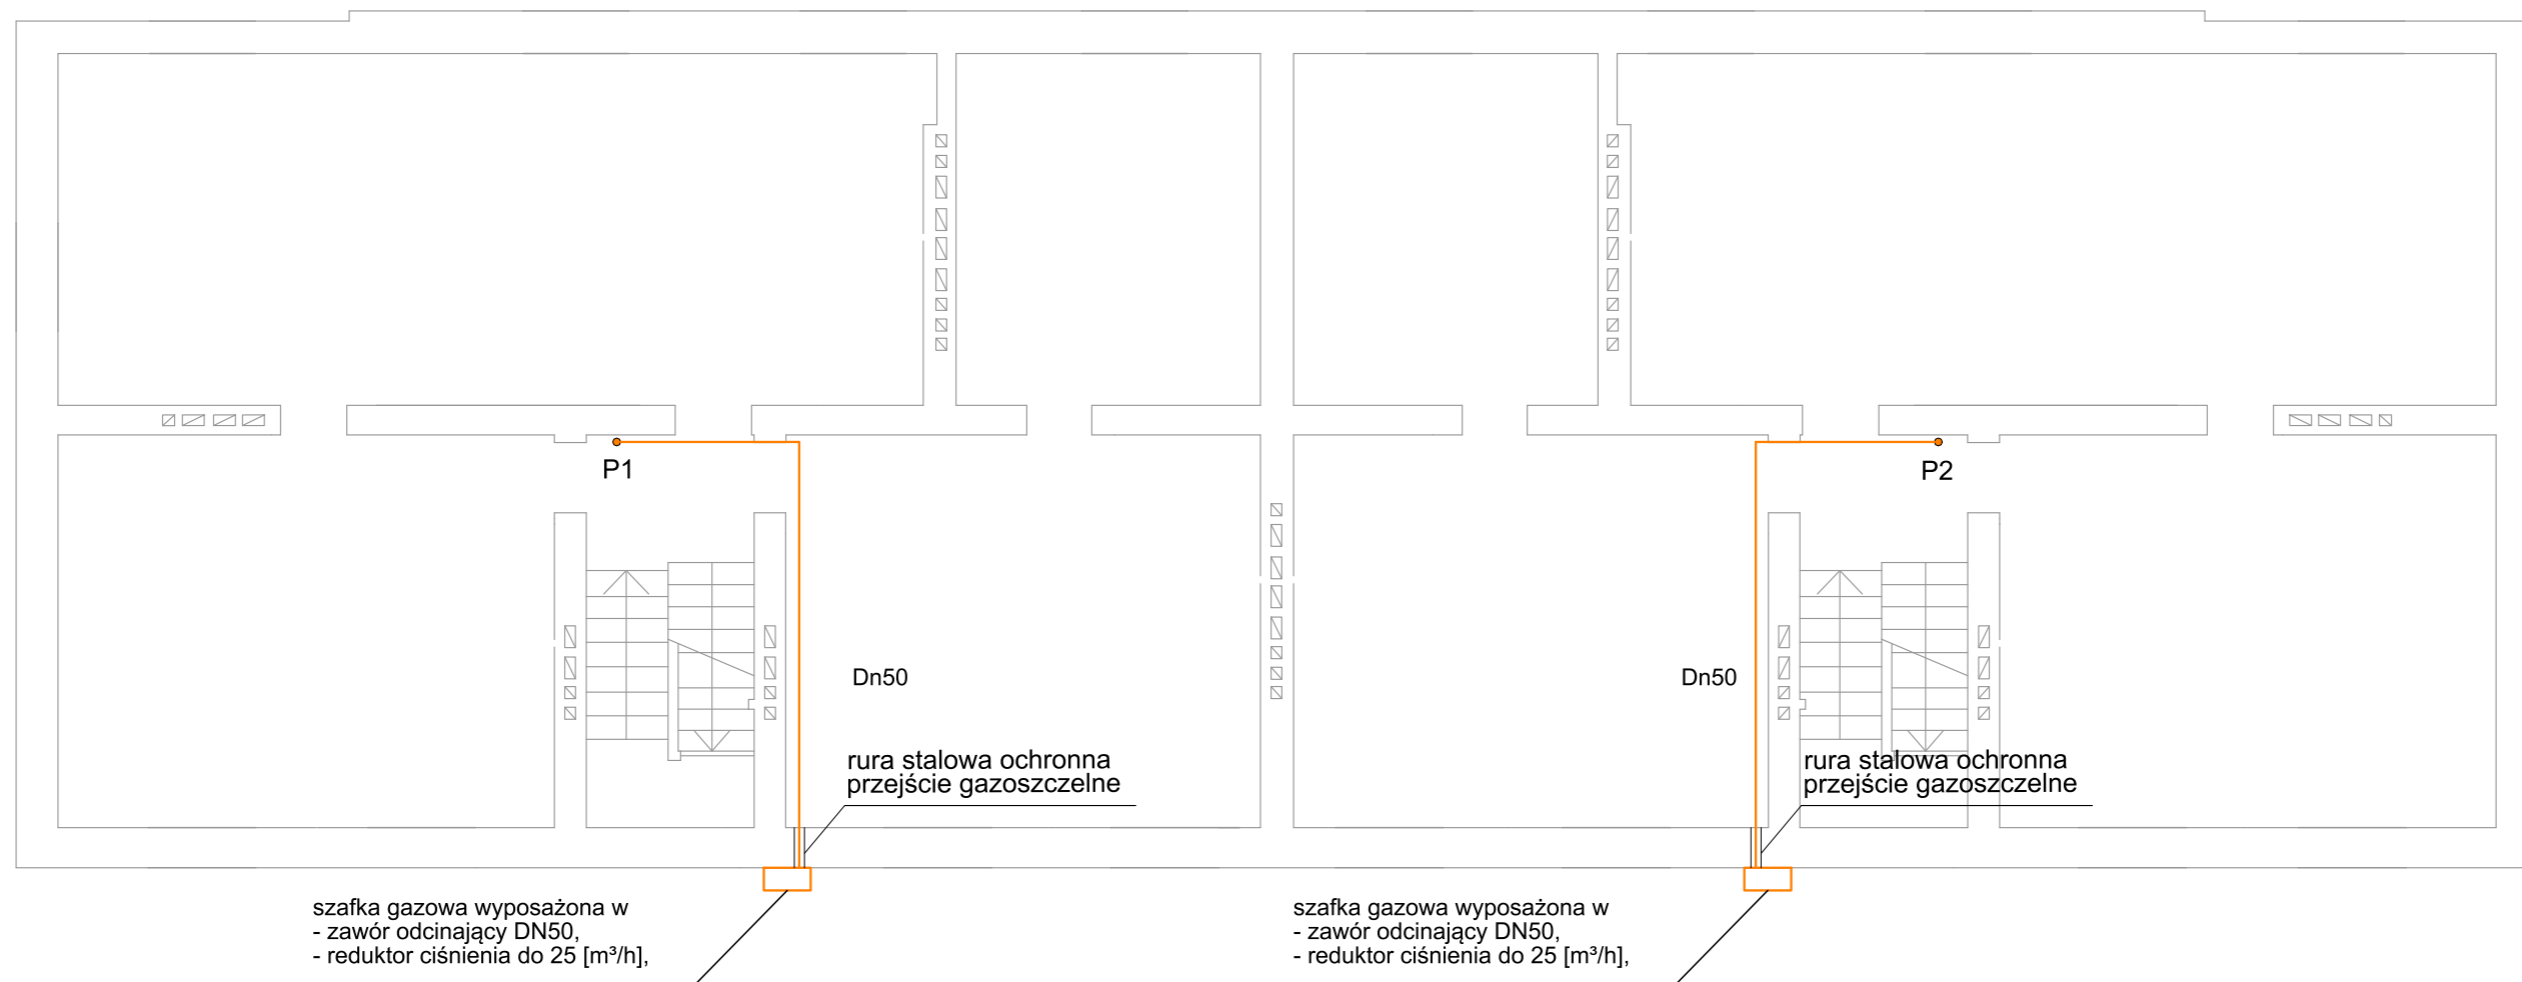 P1
P2
Dn50
Dn50
rura stalowa ochronna
przejście gazoszczelne
rura stalowa ochronna
przejście gazoszczelne
szafka gazowa wyposażona w
- zawór odcinający DN50,
- reduktor ciśnienia do 25 [m³/h],
szafka gazowa wyposażona w
- zawór odcinający DN50,
- reduktor ciśnienia do 25 [m³/h],